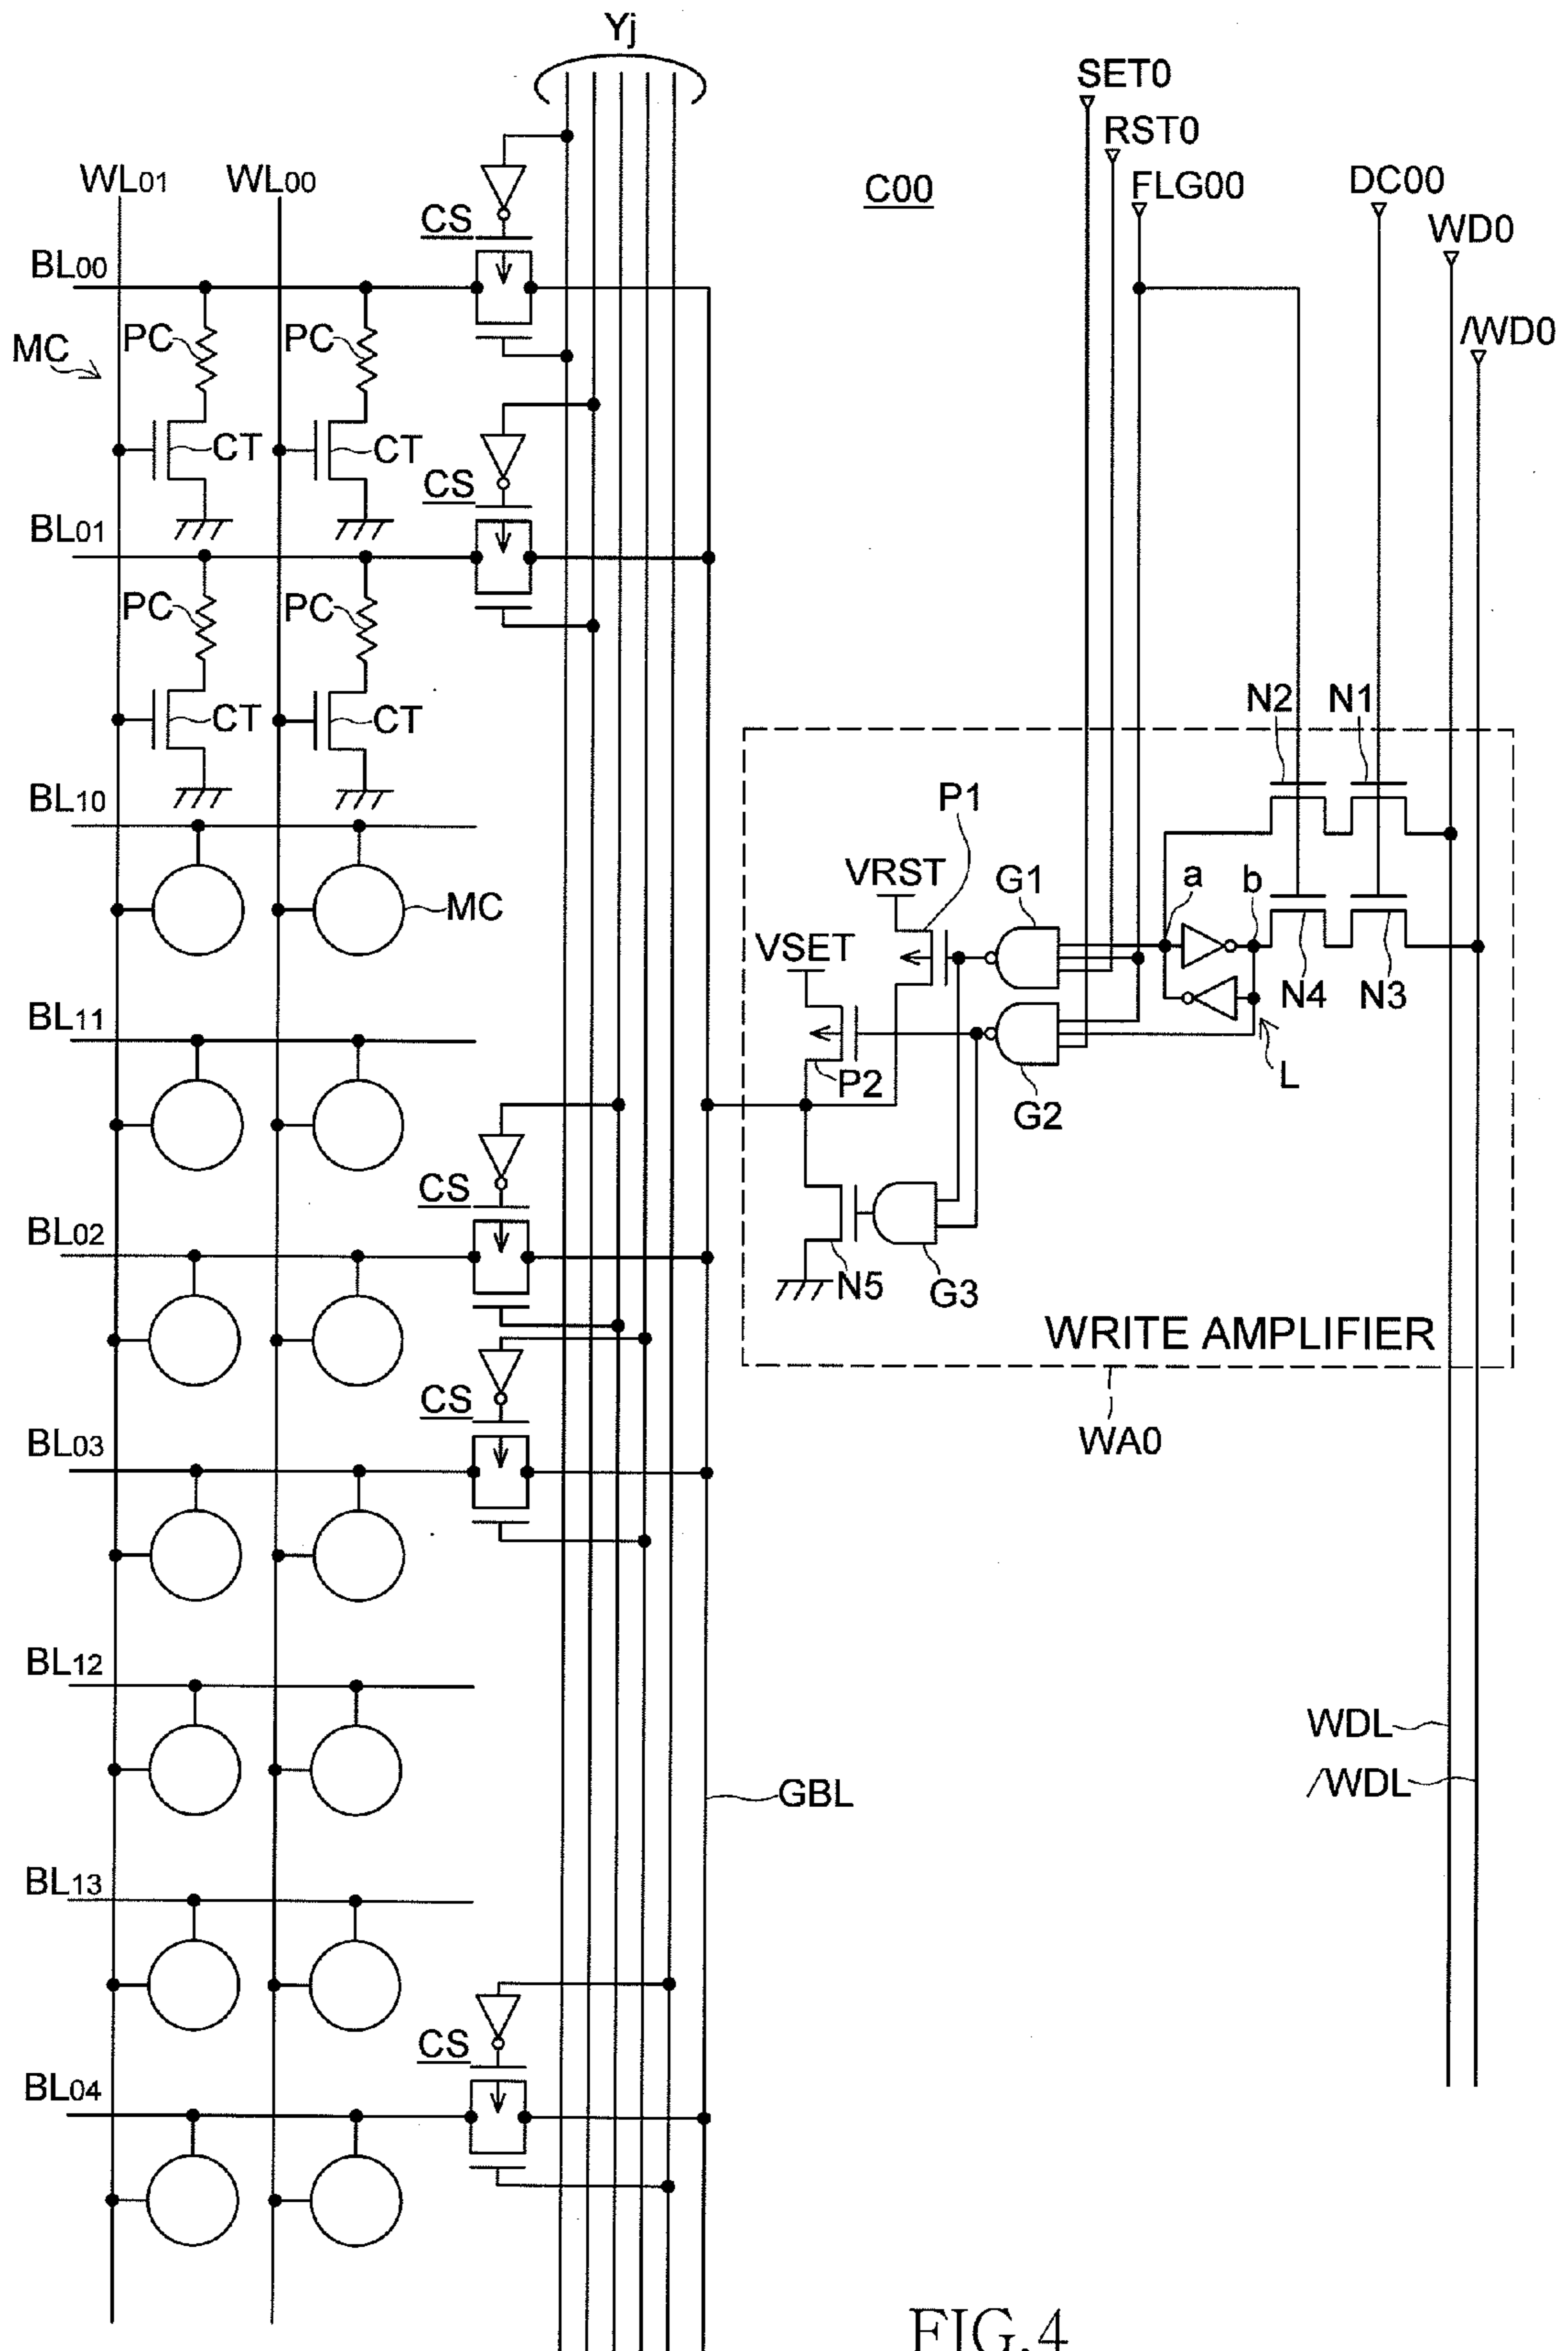 Yj
SET0
RST0
WL01
WL00
C00
FLG00
DC00
CS
WD0
BL00
/WD0
MC
PC
PC
CT
CT
CS
BL01
PC
PC
CT
CT
N2
N1
BL10
P1
VRST
G1
a
b
MC
VSET
N4
N3
BL11
P2
L
G2
CS
BL02
N5
G3
WRITE AMPLIFIER
CS
WA0
BL03
BL12
WDL
/WDL
GBL
BL13
CS
BL04
FIG.4